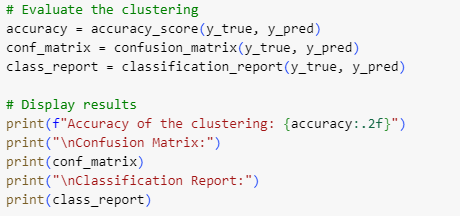 # Evaluate the clustering
accuracy = accuracy_score(y_true, y_pred)
conf_matrix = confusion_matrix(y_true, y_pred)
class_report = classification_report(y_true, y_pred)

# Display results
print(f"Accuracy of the clustering: {accuracy:.2f}")
print("\nConfusion Matrix:")
print(conf_matrix)
print("\nClassification Report:")
print(class_report)